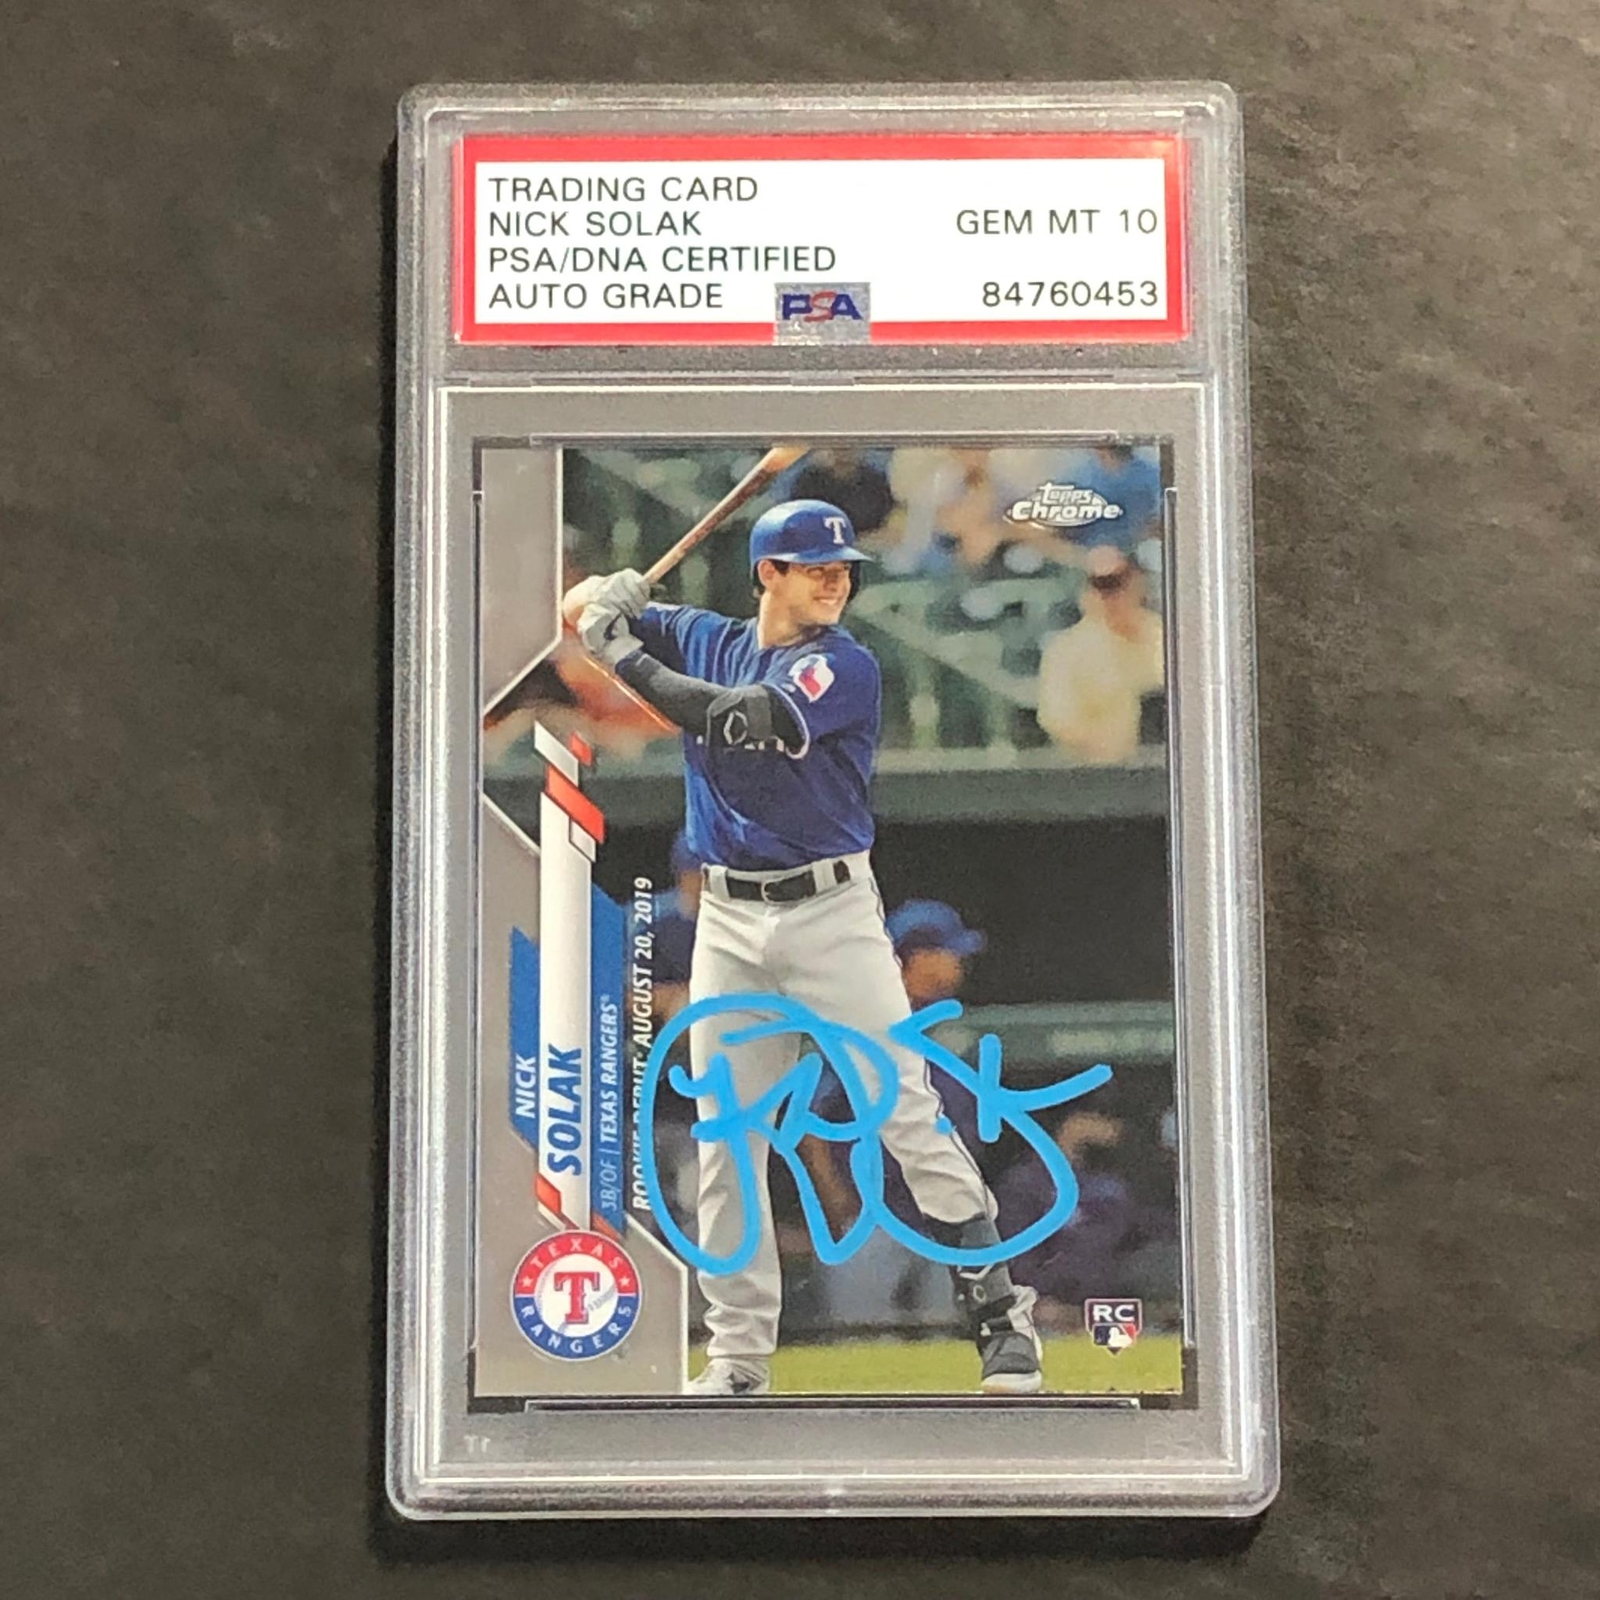 TRADING CARD
NICK SOLAK GEM MT 10
PSA/DNA CERTIFIED
AUTO GRADE PSA 84760453
Topps
Chrome
T
NICK
SOLAK
3B/OF | TEXAS RANGERS®
ROOKIE DEBUT: AUGUST 20, 2019
TEXAS
T
RANGERS
RC